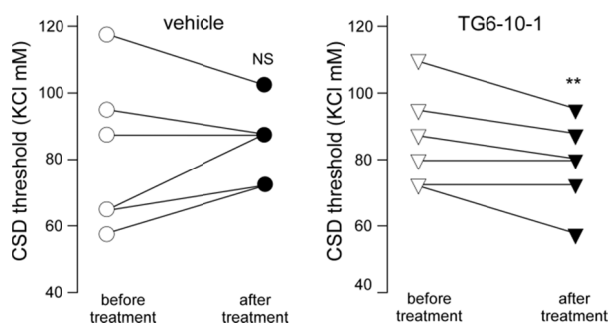 vehicle
CSD threshold (KCl mM)
120
100
80
60
40
NS
before
treatment
after
treatment
TG6-10-1
CSD threshold (KCl mM)
120
100
80
60
40
**
before
treatment
after
treatment